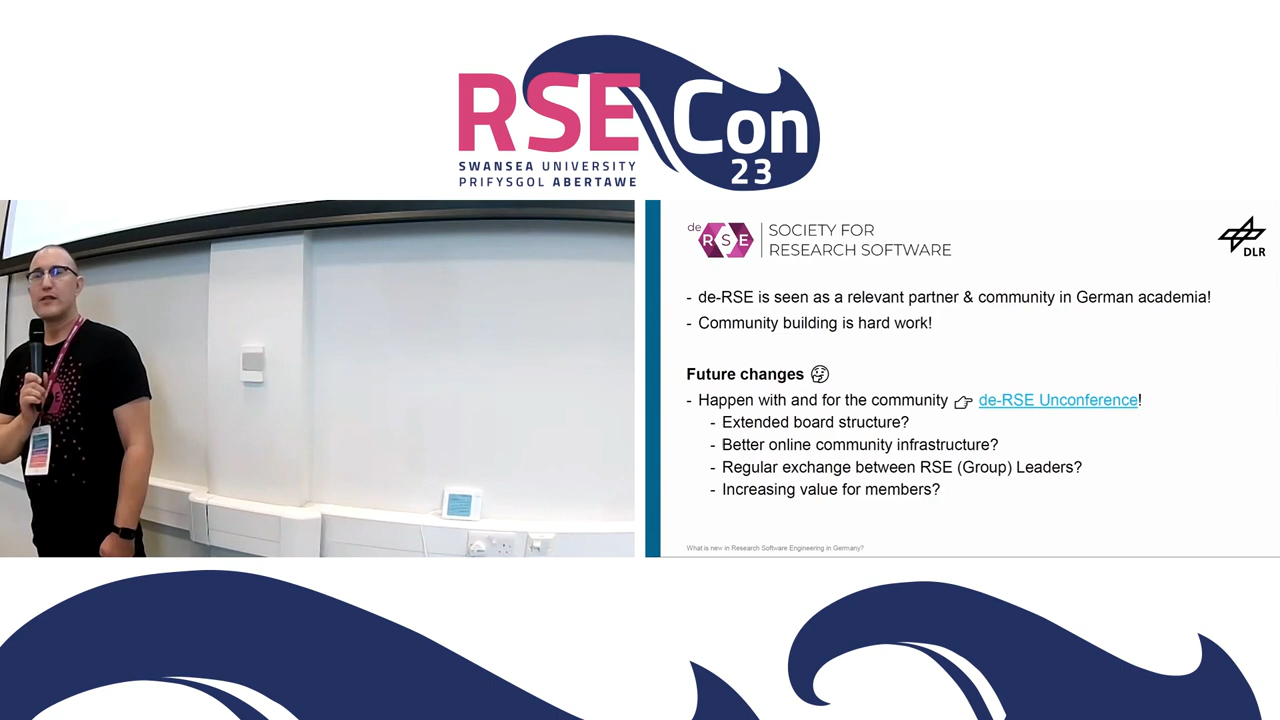 RSE Con
23
SWANSEA UNIVERSITY
PRIFYSGOL ABERTAWE
de RSE SOCIETY FOR
RESEARCH SOFTWARE
DLR
- de-RSE is seen as a relevant partner & community in German academia!
- Community building is hard work!
Future changes 🤔
- Happen with and for the community 👉 de-RSE Unconference!
- Extended board structure?
- Better online community infrastructure?
- Regular exchange between RSE (Group) Leaders?
- Increasing value for members?
What is new in Research Software Engineering in Germany?